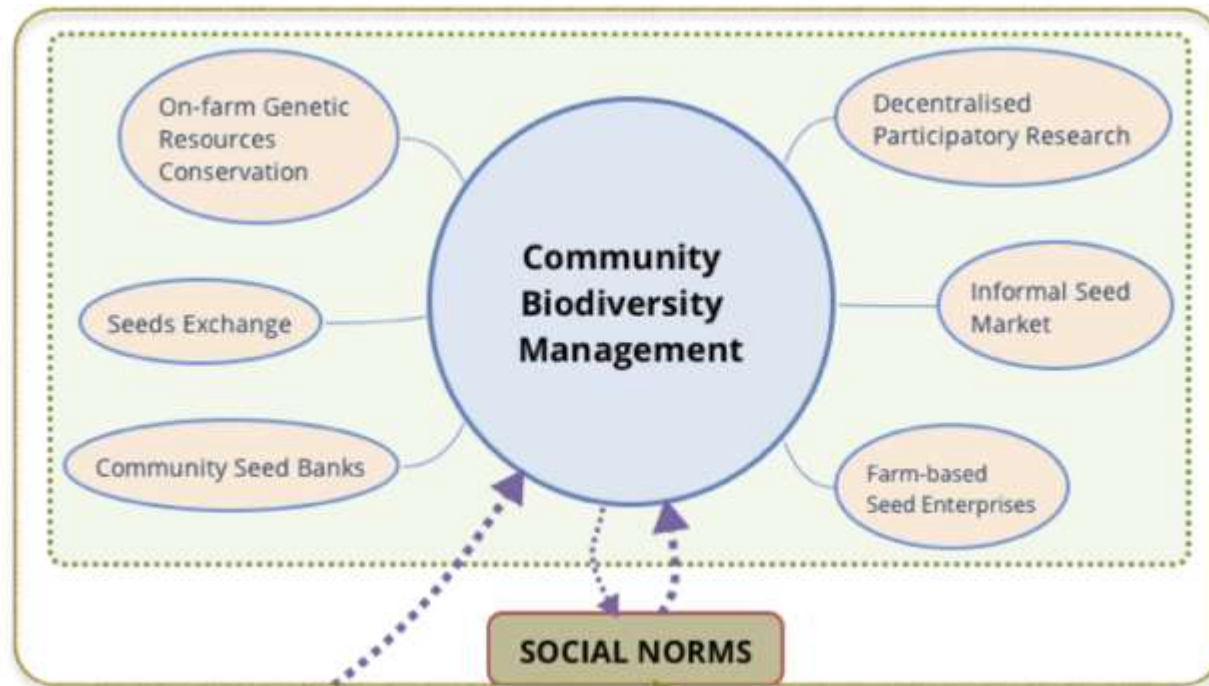 On-farm Genetic
Resources
Conservation
Seeds Exchange
Community Seed Banks
Community
Biodiversity
Management
Decentralised
Participatory Research
Informal Seed
Market
Farm-based
Seed Enterprises
SOCIAL NORMS